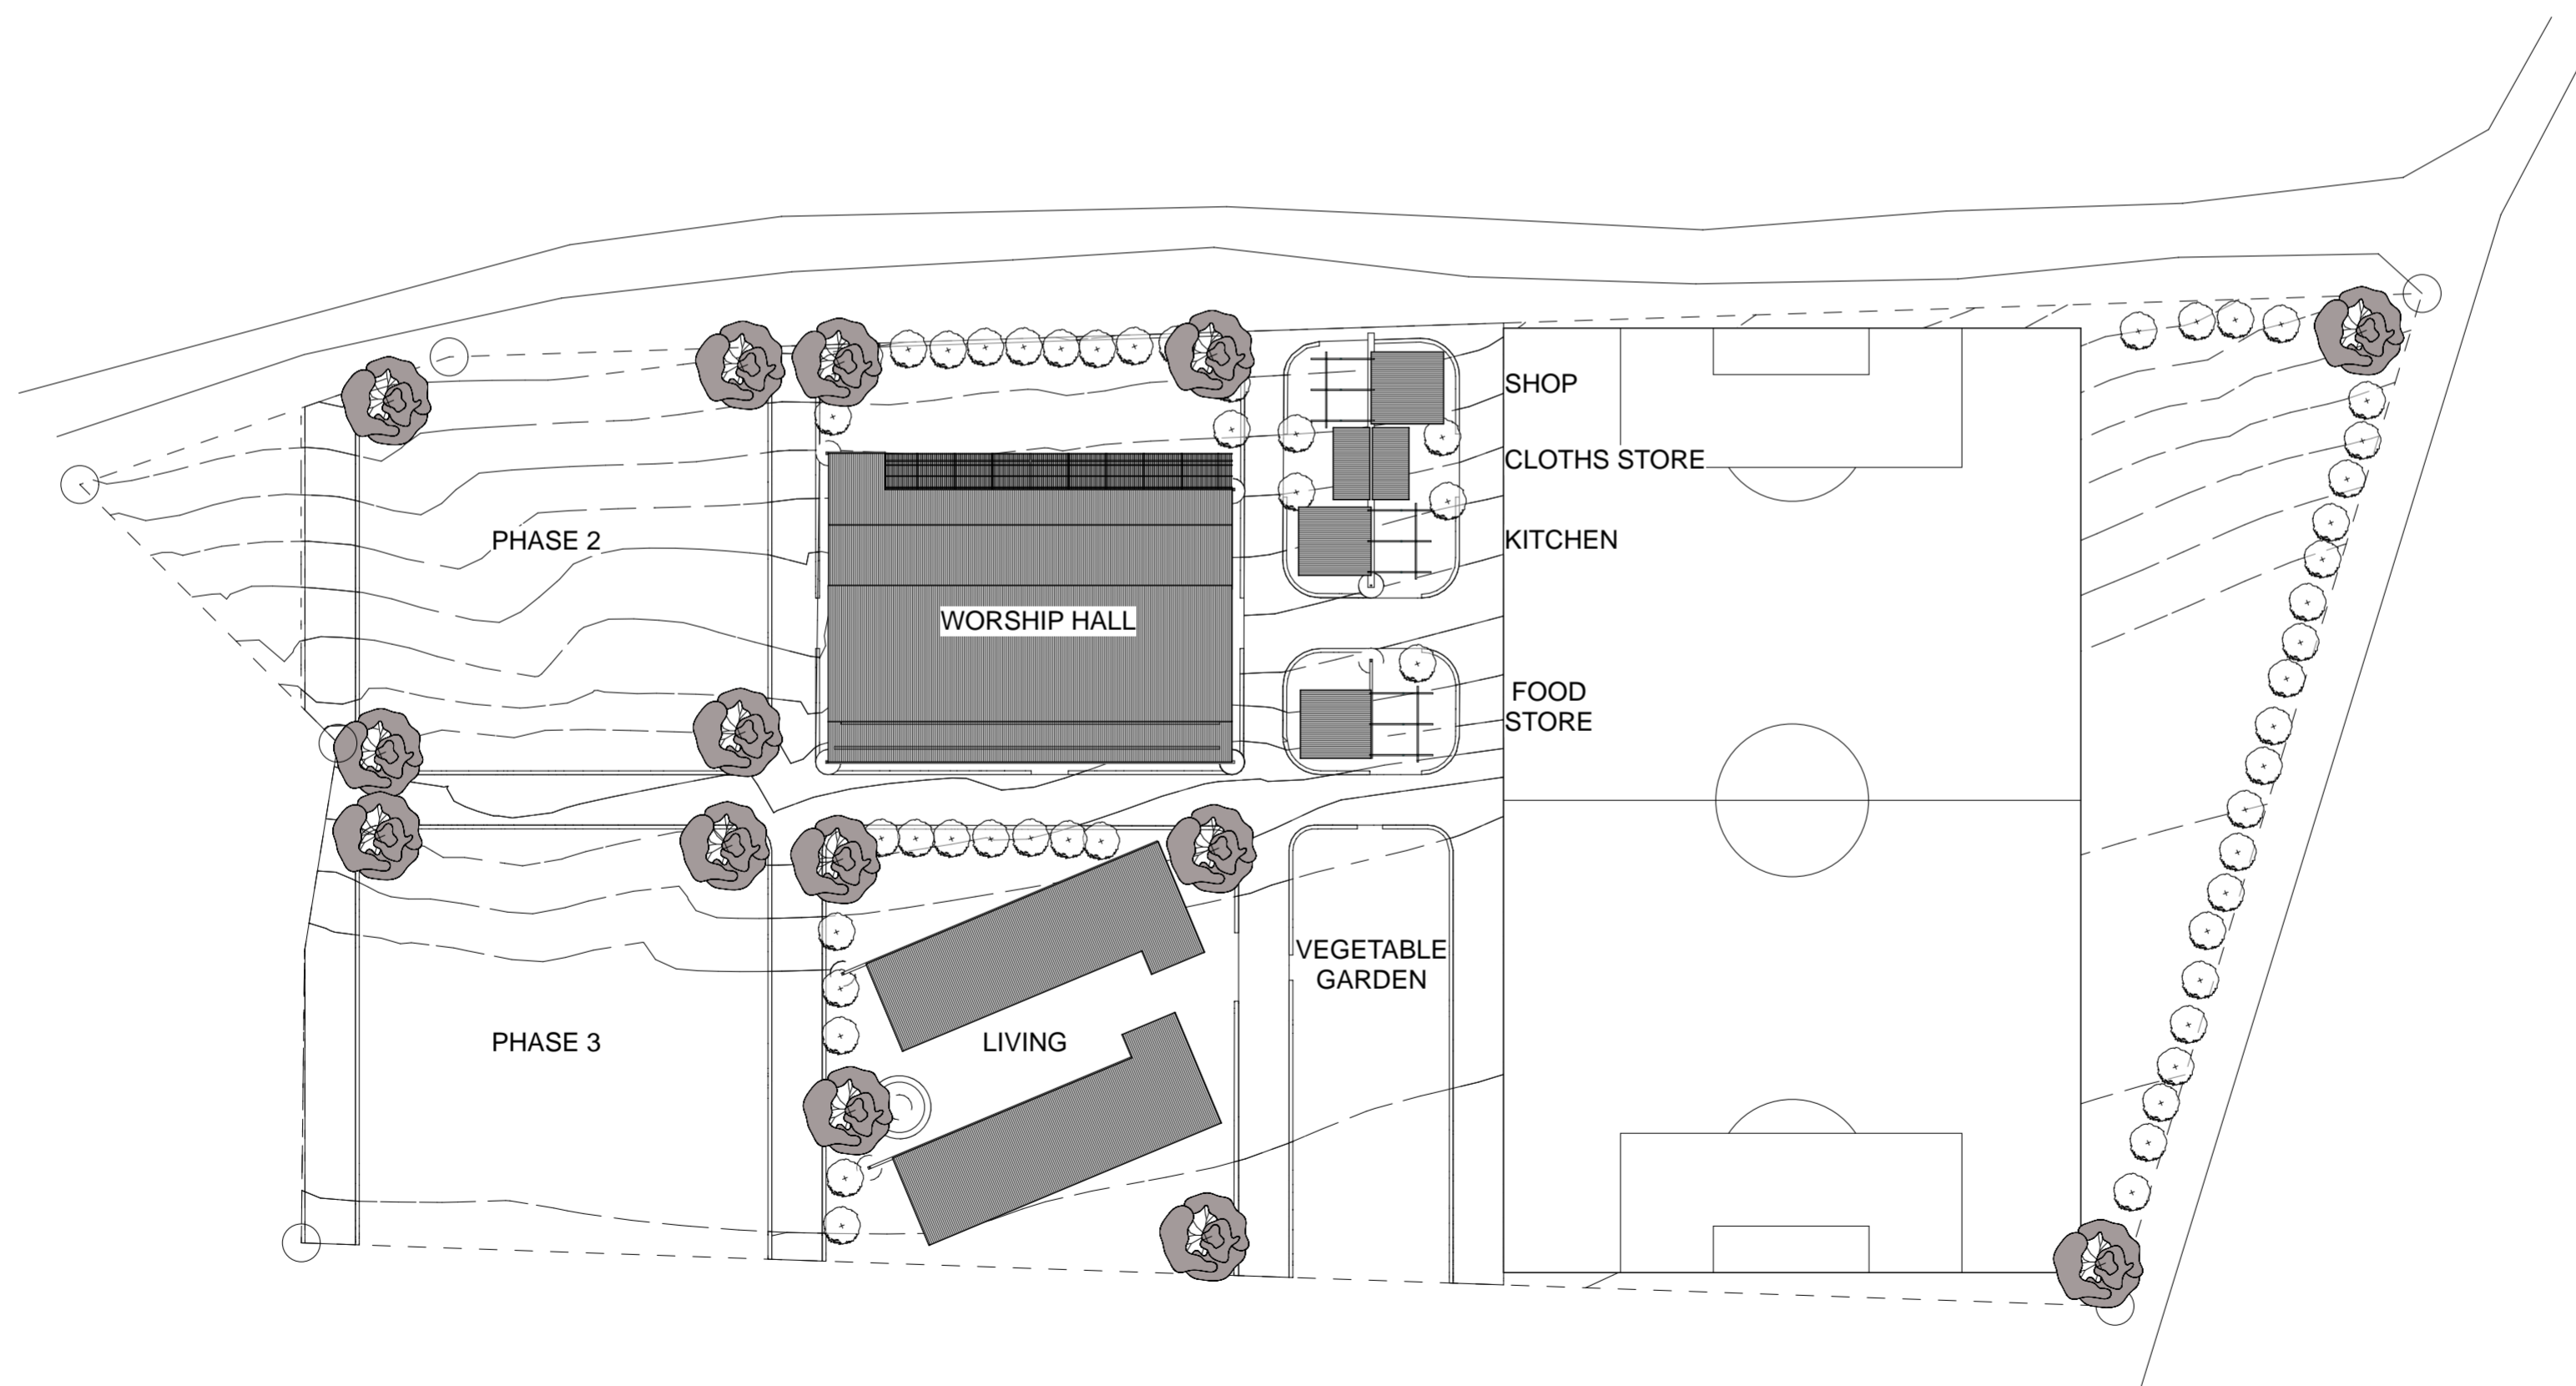 SHOP
CLOTHS STORE
PHASE 2
KITCHEN
WORSHIP HALL
FOOD
STORE
VEGETABLE
GARDEN
PHASE 3
LIVING